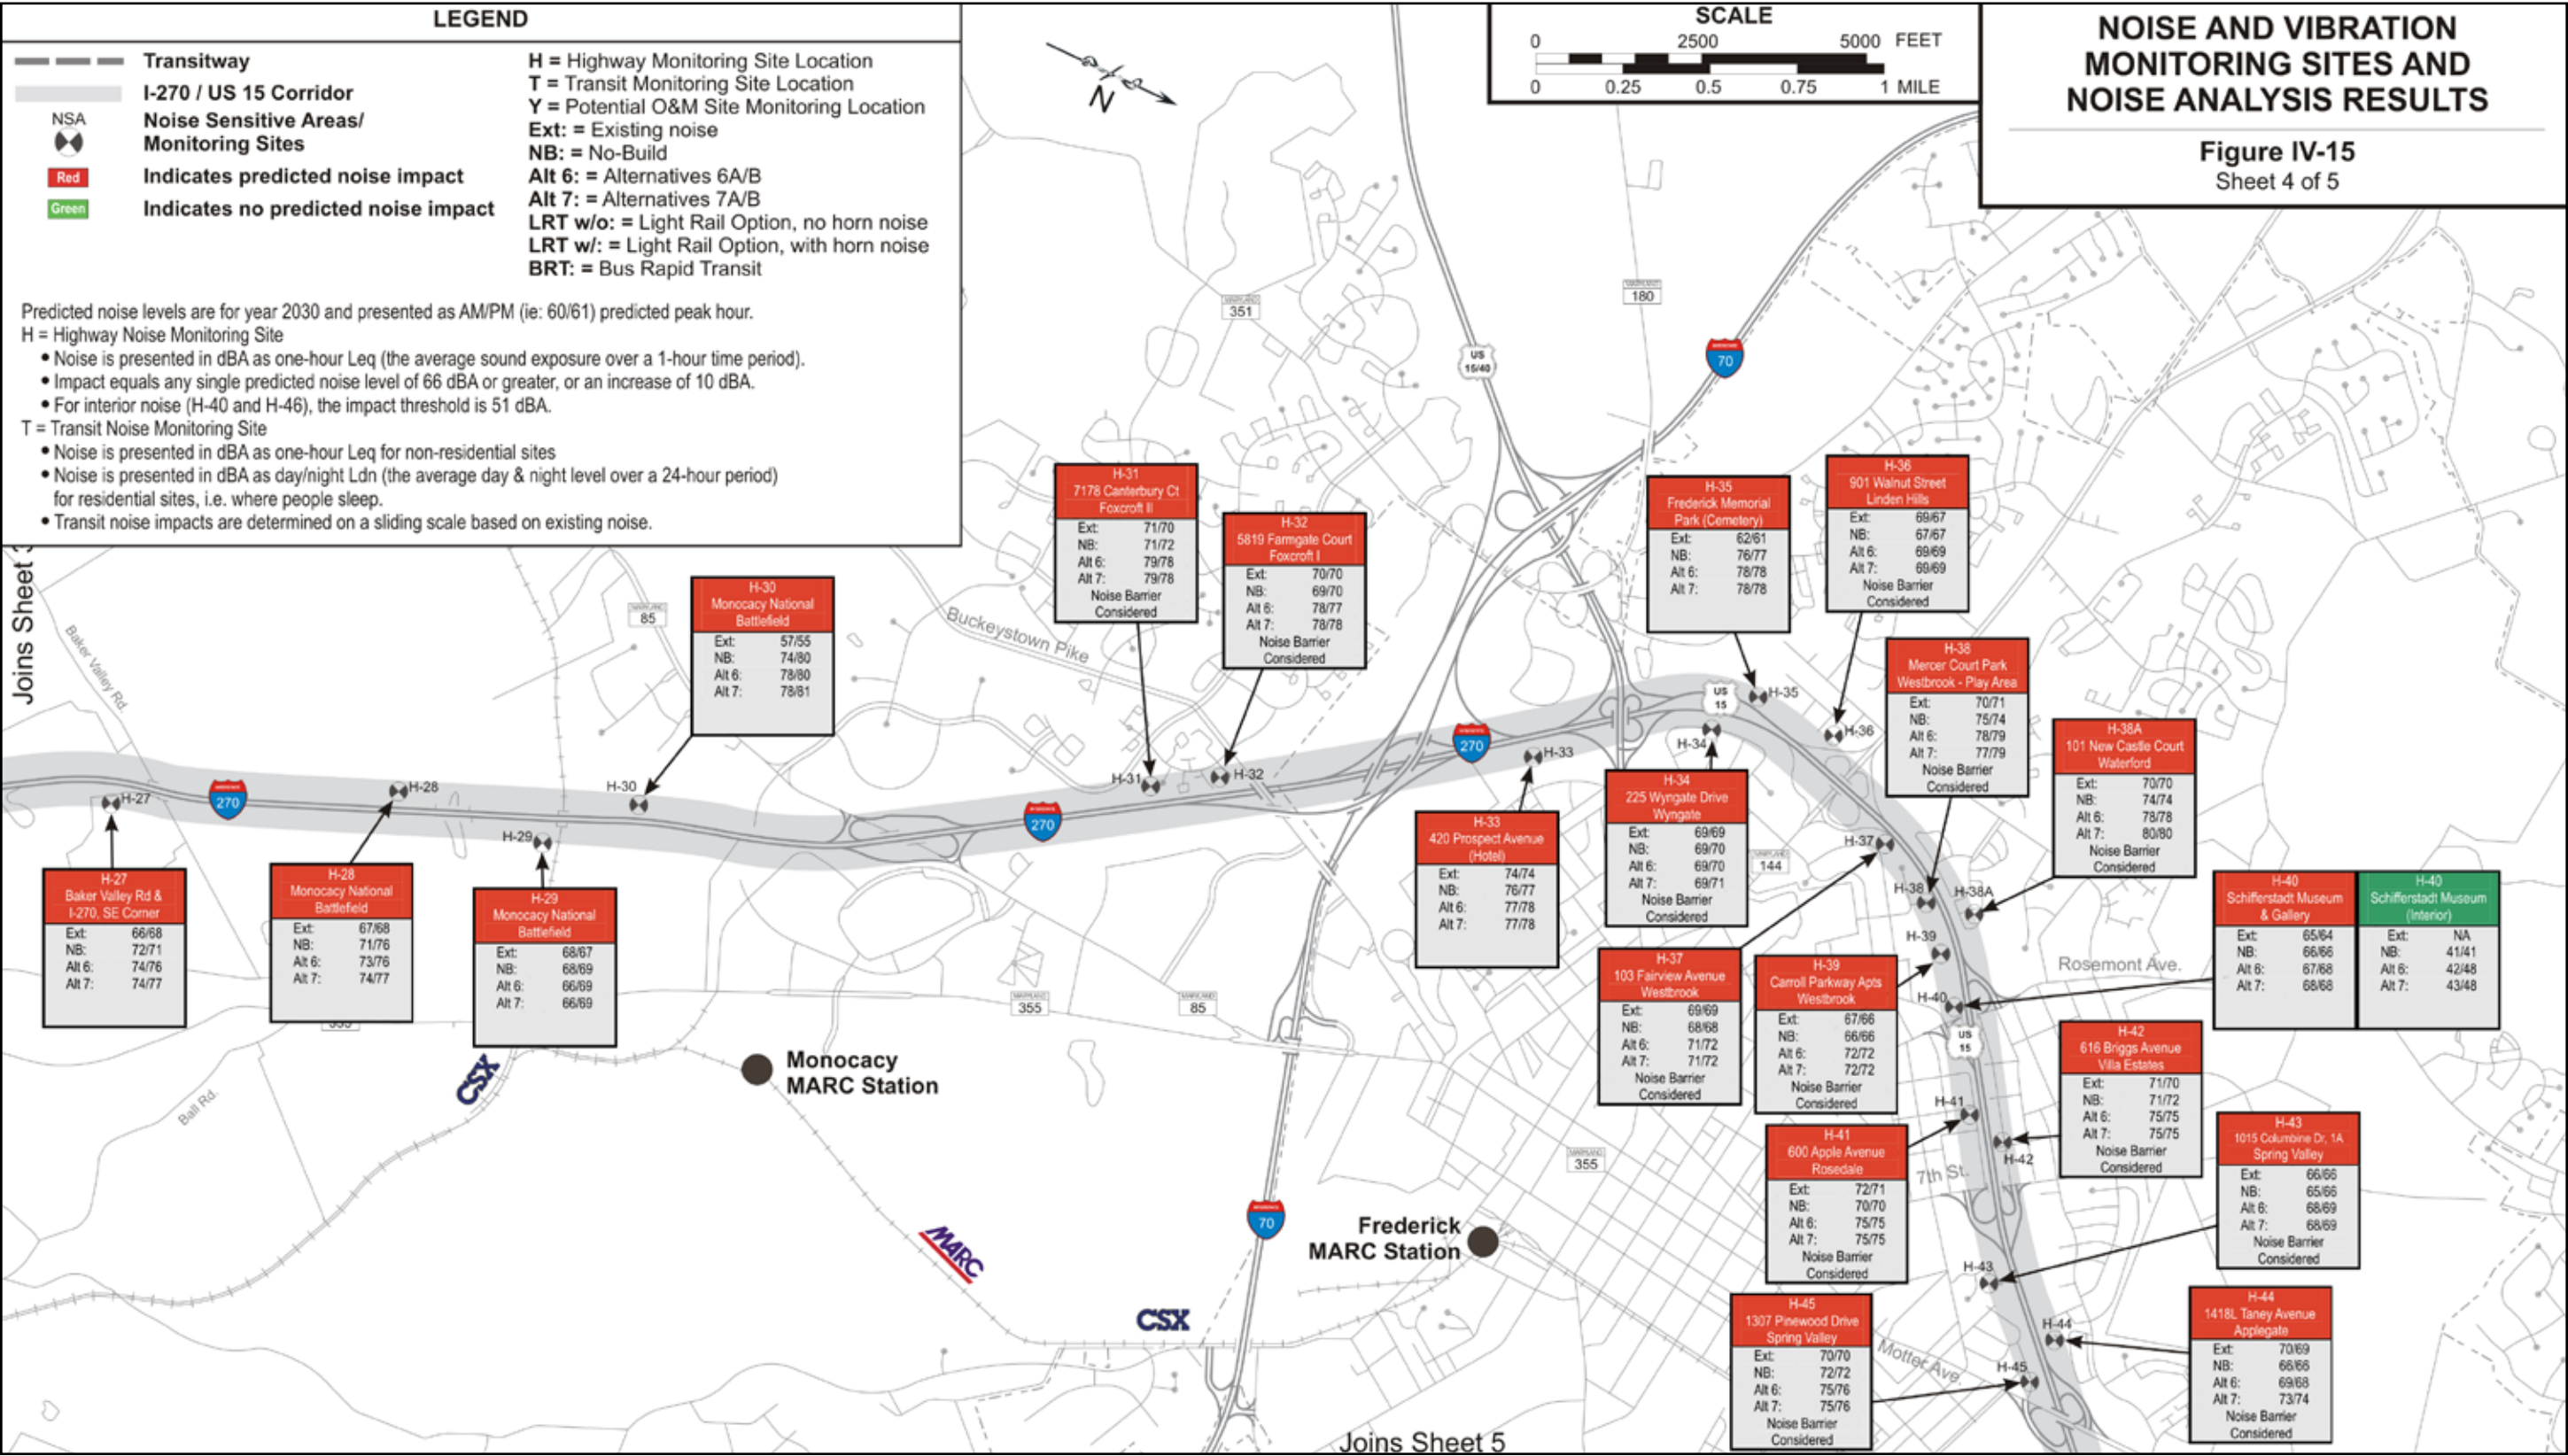 LEGEND
Transitway
I-270 / US 15 Corridor
NSA
Noise Sensitive Areas/
Monitoring Sites
Red
Indicates predicted noise impact
Green
Indicates no predicted noise impact
H = Highway Monitoring Site Location
T = Transit Monitoring Site Location
Y = Potential O&M Site Monitoring Location
Ext: = Existing noise
NB: = No-Build
Alt 6: = Alternatives 6A/B
Alt 7: = Alternatives 7A/B
LRT w/o: = Light Rail Option, no horn noise
LRT w/: = Light Rail Option, with horn noise
BRT: = Bus Rapid Transit
Predicted noise levels are for year 2030 and presented as AM/PM (ie: 60/61) predicted peak hour.
H = Highway Noise Monitoring Site
• Noise is presented in dBA as one-hour Leq (the average sound exposure over a 1-hour time period).
• Impact equals any single predicted noise level of 66 dBA or greater, or an increase of 10 dBA.
• For interior noise (H-40 and H-46), the impact threshold is 51 dBA.
T = Transit Noise Monitoring Site
• Noise is presented in dBA as one-hour Leq for non-residential sites
• Noise is presented in dBA as day/night Ldn (the average day & night level over a 24-hour period)
for residential sites, i.e. where people sleep.
• Transit noise impacts are determined on a sliding scale based on existing noise.
N
SCALE
0 2500 5000 FEET
0 0.25 0.5 0.75 1 MILE
NOISE AND VIBRATION
MONITORING SITES AND
NOISE ANALYSIS RESULTS
Figure IV-15
Sheet 4 of 5
Joins Sheet
MARYLAND
351
MARYLAND
180
US
15/40
70
H-31
7178 Canterbury Ct
Foxcroft II
Ext: 71/70
NB: 71/72
Alt 6: 79/78
Alt 7: 79/78
Noise Barrier
Considered
H-32
5819 Farmgate Court
Foxcroft I
Ext: 70/70
NB: 69/70
Alt 6: 78/77
Alt 7: 78/78
Noise Barrier
Considered
H-35
Frederick Memorial
Park (Cemetery)
Ext: 62/61
NB: 76/77
Alt 6: 78/78
Alt 7: 78/78
H-36
901 Walnut Street
Linden Hills
Ext: 69/67
NB: 67/67
Alt 6: 69/69
Alt 7: 69/69
Noise Barrier
Considered
H-30
Monocacy National
Battlefield
Ext: 57/55
NB: 74/80
Alt 6: 78/80
Alt 7: 78/81
MARYLAND
85
Baker Valley Rd.
Buckeystown Pike
H-38
Mercer Court Park
Westbrook - Play Area
Ext: 70/71
NB: 75/74
Alt 6: 78/79
Alt 7: 77/79
Noise Barrier
Considered
H-38A
101 New Castle Court
Waterford
Ext: 70/70
NB: 74/74
Alt 6: 78/78
Alt 7: 80/80
Noise Barrier
Considered
US
15
H-35
H-36
H-34
H-33
270
H-32
H-31
270
H-30
H-28
270
H-27
H-29
H-37
H-38
H-38A
H-39
H-40
H-27
Baker Valley Rd &
I-270, SE Corner
Ext: 66/68
NB: 72/71
Alt 6: 74/76
Alt 7: 74/77
H-28
Monocacy National
Battlefield
Ext: 67/68
NB: 71/76
Alt 6: 73/76
Alt 7: 74/77
H-29
Monocacy National
Battlefield
Ext: 68/67
NB: 68/69
Alt 6: 66/69
Alt 7: 66/69
H-33
420 Prospect Avenue
(Hotel)
Ext: 74/74
NB: 76/77
Alt 6: 77/78
Alt 7: 77/78
H-34
225 Wyngate Drive
Wyngate
Ext: 69/69
NB: 69/70
Alt 6: 69/70
Alt 7: 69/71
Noise Barrier
Considered
MARYLAND
144
H-37
103 Fairview Avenue
Westbrook
Ext: 69/69
NB: 68/68
Alt 6: 71/72
Alt 7: 71/72
Noise Barrier
Considered
H-39
Carroll Parkway Apts
Westbrook
Ext: 67/66
NB: 66/66
Alt 6: 72/72
Alt 7: 72/72
Noise Barrier
Considered
Rosemont Ave.
H-40
Schifferstadt Museum
& Gallery
Ext: 65/64
NB: 66/66
Alt 6: 67/68
Alt 7: 68/68
H-40
Schifferstadt Museum
(Interior)
Ext: NA
NB: 41/41
Alt 6: 42/48
Alt 7: 43/48
US
15
MARYLAND
355
MARYLAND
85
Ball Rd.
CSX
Monocacy
MARC Station
H-42
616 Briggs Avenue
Villa Estates
Ext: 71/70
NB: 71/72
Alt 6: 75/75
Alt 7: 75/75
Noise Barrier
Considered
H-41
H-42
H-41
600 Apple Avenue
Rosedale
Ext: 72/71
NB: 70/70
Alt 6: 75/75
Alt 7: 75/75
Noise Barrier
Considered
7th St.
MARYLAND
355
H-43
1015 Columbine Dr, 1A
Spring Valley
Ext: 66/66
NB: 65/66
Alt 6: 68/69
Alt 7: 68/69
Noise Barrier
Considered
70
Frederick
MARC Station
MARC
CSX
H-43
H-44
H-45
H-45
1307 Pinewood Drive
Spring Valley
Ext: 70/70
NB: 72/72
Alt 6: 75/76
Alt 7: 75/76
Noise Barrier
Considered
Motter Ave.
H-44
1418L Taney Avenue
Applegate
Ext: 70/69
NB: 66/66
Alt 6: 69/68
Alt 7: 73/74
Noise Barrier
Considered
Joins Sheet 5